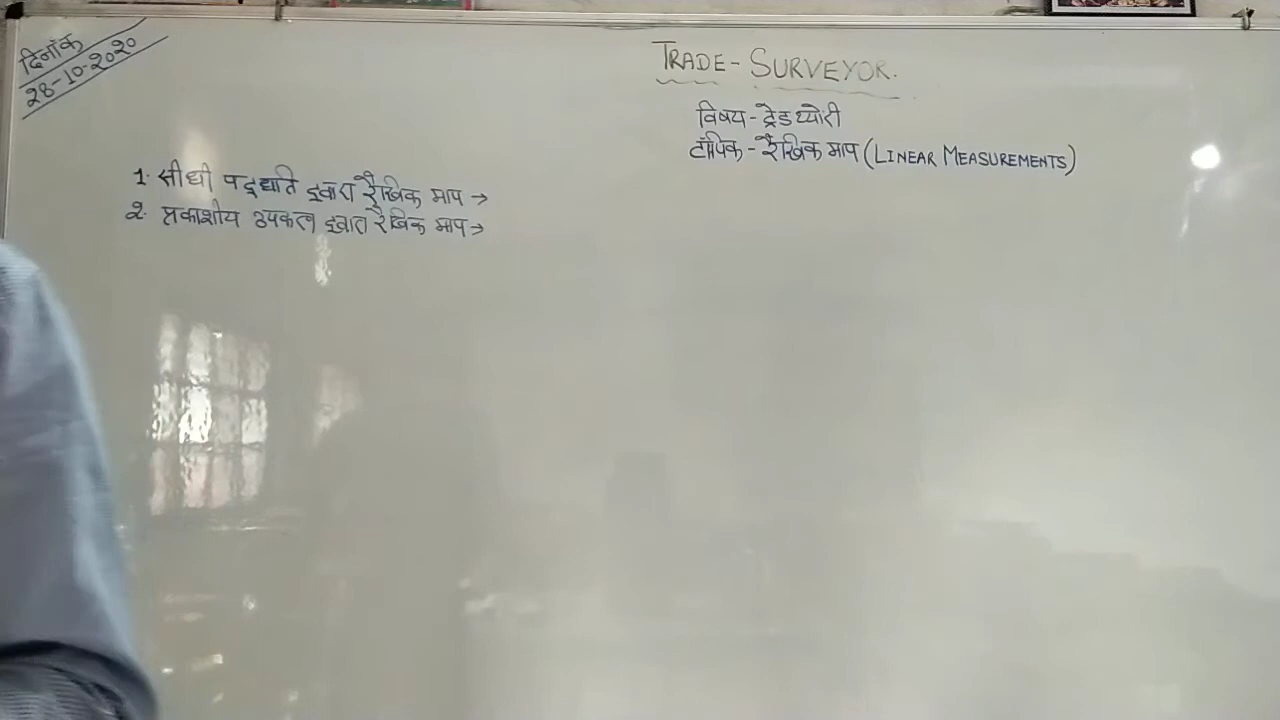 दिनाँक
28-10-2020
TRADE - SURVEYOR.
विषय - ट्रेड थ्योरी
टॉपिक - रैखिक माप (LINEAR MEASUREMENTS)
1. सीधी पद्धति द्वारा रैखिक माप →
2. प्रकाशीय उपकरण द्वारा रैखिक माप →